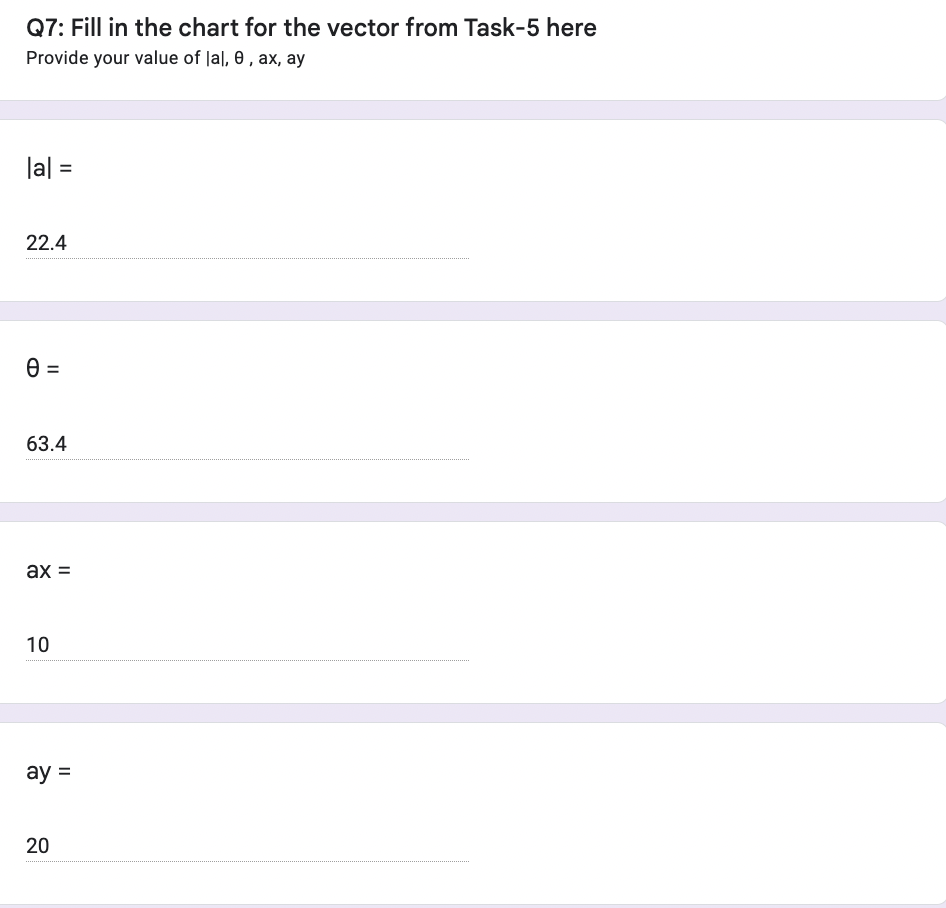 Q7: Fill in the chart for the vector from Task-5 here
Provide your value of |a|, θ , ax, ay
|a| =
22.4
θ =
63.4
ax =
10
ay =
20